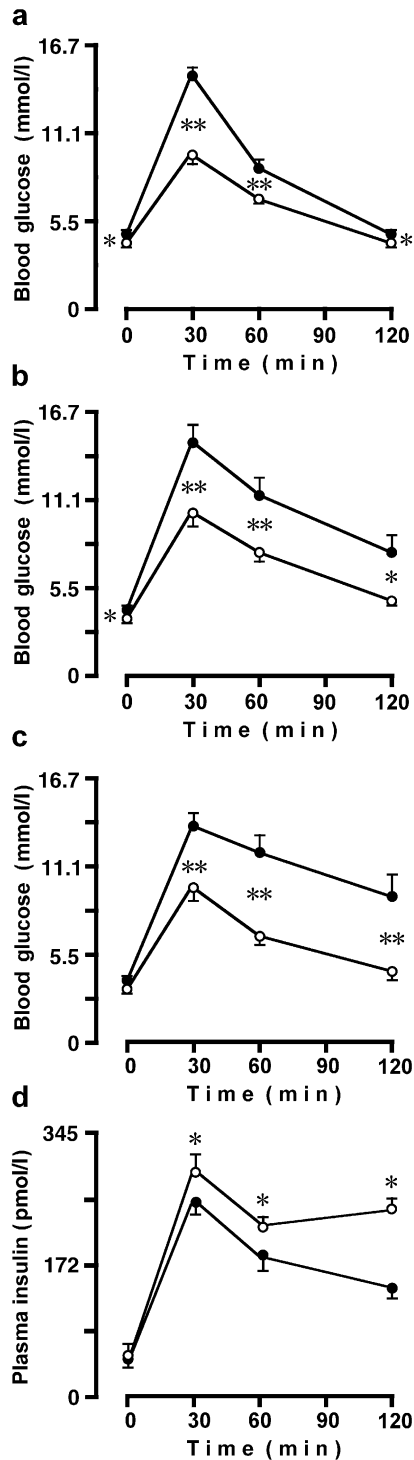 a
Blood glucose (mmol/l)
16.7
11.1
5.5
0
**
**
*
*
0 30 60 90 120
Time (min)
b
Blood glucose (mmol/l)
16.7
11.1
5.5
0
**
**
*
*
0 30 60 90 120
Time (min)
c
Blood glucose (mmol/l)
16.7
11.1
5.5
0
**
**
**
0 30 60 90 120
Time (min)
d
Plasma insulin (pmol/l)
345
172
0
*
*
*
0 30 60 90 120
Time (min)